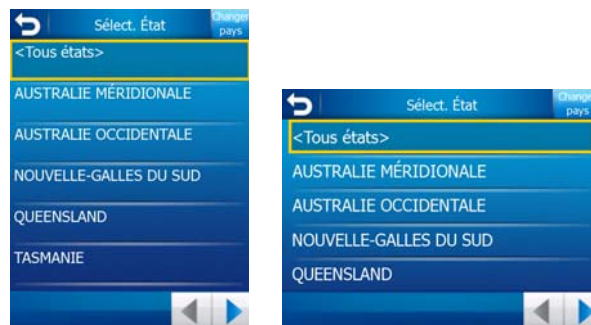 Sélect. État
Changer
pays
<Tous états>
AUSTRALIE MÉRIDIONALE
AUSTRALIE OCCIDENTALE
NOUVELLE-GALLES DU SUD
QUEENSLAND
TASMANIE
Sélect. État
Changer
pays
<Tous états>
AUSTRALIE MÉRIDIONALE
AUSTRALIE OCCIDENTALE
NOUVELLE-GALLES DU SUD
QUEENSLAND